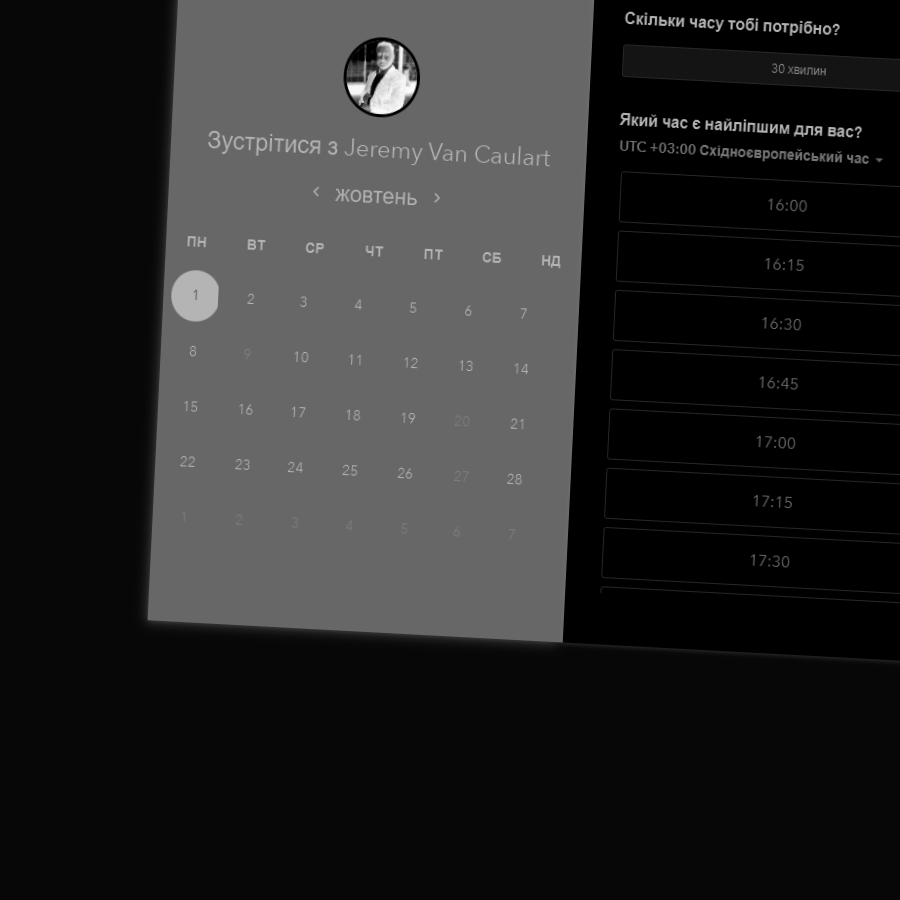 Зустрітися з Jeremy Van Caulart
жовтень
ПН ВТ СР ЧТ ПТ СБ НД
1 2 3 4 5 6 7
8 9 10 11 12 13 14
15 16 17 18 19 20 21
22 23 24 25 26 27 28
1 2 3 4 5 6 7
Скільки часу тобі потрібно?
30 хвилин
Який час є найліпшим для вас?
UTC +03:00 Східноєвропейський час
16:00
16:15
16:30
16:45
17:00
17:15
17:30